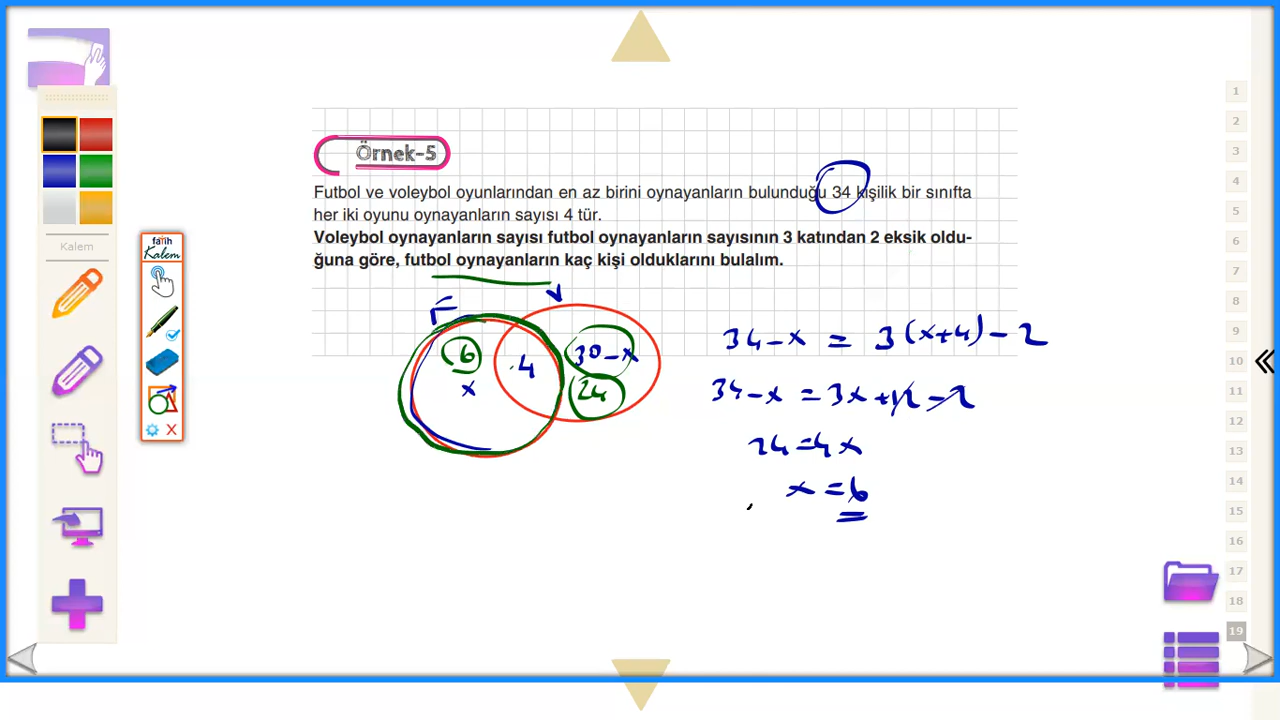 Kalem
fatih
Kalem
Örnek-5
Futbol ve voleybol oyunlarından en az birini oynayanların bulunduğu 34 kişilik bir sınıfta
her iki oyunu oynayanların sayısı 4 tür.
Voleybol oynayanların sayısı futbol oynayanların sayısının 3 katından 2 eksik oldu-
ğuna göre, futbol oynayanların kaç kişi olduklarını bulalım.
F
V
6
x
4
30-x
24
34-x = 3(x+4)-2
34-x = 3x+12-2
24=4x
x=6
1
2
3
4
5
6
7
8
9
10
11
12
13
14
15
16
17
18
19